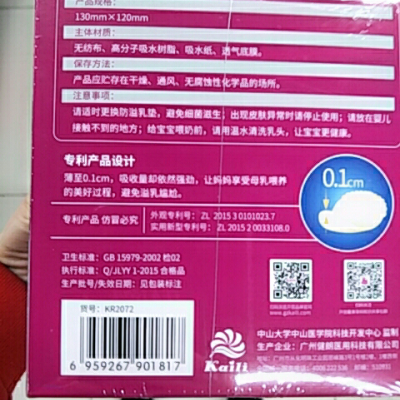 产品规格:
130mm×120mm
主体材质:
无纺布、高分子吸水树脂、吸水纸、透气底膜。
保存方法:
产品应贮存在干燥、通风、无腐蚀性化学品的场所。
注意事项:
请适时更换防溢乳垫,避免细菌滋生;出现皮肤异常时请停止使用;请放在婴儿
接触不到的地方;给宝宝喂奶前,请用温水清洗乳头,让宝宝更健康。
专利产品设计
薄至0.1cm,吸收量却依然强劲,让妈妈享受母乳喂养
的美好过程,避免溢乳尴尬。
0.1cm
专利产品 仿冒必究
外观专利号: ZL 2015 3 0101023.7
实用新型专利号: ZL 2015 2 0033108.0
卫生标准: GB 15979-2002 检02
执行标准: Q/JLYY 1-2015 合格品
生产批号/失效日期: 见包装标注
货号: KR2072
6 959267 901817
Kaili
中山大学中山医学院科技开发中心 监制
生产企业: 广州健朗医用科技有限公司